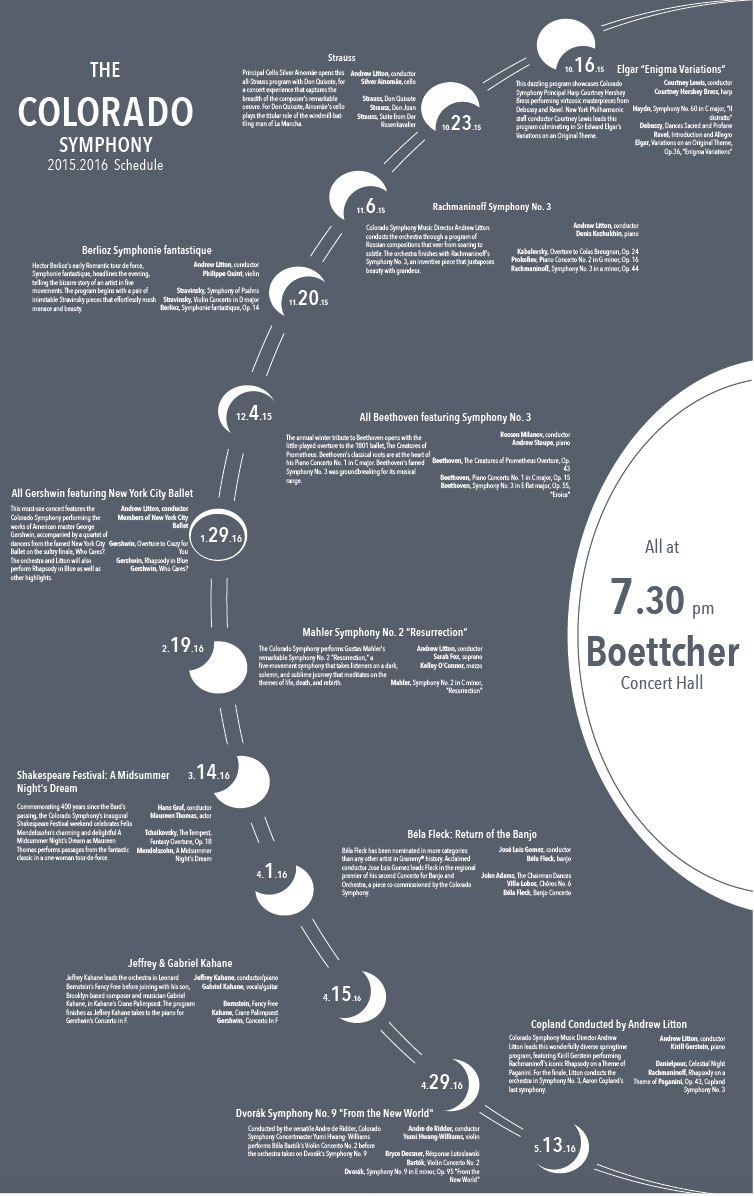 THE
COLORADO
SYMPHONY
2015.2016 Schedule
10.16.15
Elgar "Enigma Variations"
This dazzling program showcases Colorado
Symphony Principal Harp Courtney Hershey
Bress performing virtuosic masterpieces from
Debussy and Ravel. New York Philharmonic
staff conductor Courtney Lewis leads this
program culminating in Sir Edward Elgar's
Variations on an Original Theme.
Courtney Lewis, conductor
Courtney Hershey Bress, harp
Haydn, Symphony No. 60 in C major, "Il
distratto"
Debussy, Dances Sacred and Profane
Ravel, Introduction and Allegro
Elgar, Variations on an Original Theme,
Op.36, "Enigma Variations"
Strauss
Principal Cello Silver Ainomäe opens this
all-Strauss program with Don Quixote, for
a concert experience that captures the
breadth of the composer's remarkable
oeuvre. For Don Quixote, Ainomäe's cello
plays the titular role of the windmill-bat-
tling man of La Mancha.
Andrew Litton, conductor
Silver Ainomäe, cello
Strauss, Don Quixote
Strauss, Don Juan
Strauss, Suite from Der
Rosenkavalier
10.23.15
11.6.15
Rachmaninoff Symphony No. 3
Colorado Symphony Music Director Andrew Litton
conducts the orchestra through a program of
Russian compositions that veer from soaring to
subtle. The orchestra finishes with Rachmaninoff's
Symphony No. 3, an inventive piece that juxtaposes
beauty with grandeur.
Andrew Litton, conductor
Denis Kozhukhin, piano
Kabalevsky, Overture to Colas Breugnon, Op. 24
Prokofiev, Piano Concerto No. 2 in G minor, Op. 16
Rachmaninoff, Symphony No. 3 in a minor, Op. 44
Berlioz Symphonie fantastique
Hector Berlioz's early Romantic tour de force,
Symphonie fantastique, headlines the evening,
telling the bizarre story of an artist in five
movements. The program begins with a pair of
inimitable Stravinsky pieces that effortlessly mesh
menace and beauty.
Andrew Litton, conductor
Philippe Quint, violin
Stravinsky, Symphony of Psalms
Stravinsky, Violin Concerto in D major
Berlioz, Symphonie fantastique, Op. 14
11.20.15
12.4.15
All Beethoven featuring Symphony No. 3
The annual winter tribute to Beethoven opens with the
little-played overture to the 1801 ballet, The Creatures of
Prometheus. Beethoven's classical roots are at the heart of
his Piano Concerto No. 1 in C major. Beethoven's famed
Symphony No. 3 was groundbreaking for its musical
range.
Rossen Milanov, conductor
Andrew Staupe, piano
Beethoven, The Creatures of Prometheus Overture, Op.
43
Beethoven, Piano Concerto No. 1 in C major, Op. 15
Beethoven, Symphony No. 3 in E-flat major, Op. 55,
"Eroica"
All Gershwin featuring New York City Ballet
This must-see concert features the
Colorado Symphony performing the
works of American master George
Gershwin, accompanied by a quartet of
dancers from the famed New York City
Ballet on the sultry finale, Who Cares?.
The orchestra and Litton will also
perform Rhapsody in Blue as well as
other highlights.
Andrew Litton, conductor
Members of New York City
Ballet
Gershwin, Overture to Crazy for
You
Gershwin, Rhapsody in Blue
Gershwin, Who Cares?
1.29.16
All at
7.30 pm
Boettcher
Concert Hall
2.19.16
Mahler Symphony No. 2 "Resurrection"
The Colorado Symphony performs Gustav Mahler's
remarkable Symphony No. 2 "Resurrection," a
five-movement symphony that takes listeners on a dark,
solemn, and sublime journey that meditates on the
themes of life, death, and rebirth.
Andrew Litton, conductor
Sarah Fox, soprano
Kelley O'Connor, mezzo
Mahler, Symphony No. 2 in C minor,
"Resurrection"
3.14.16
Shakespeare Festival: A Midsummer
Night's Dream
Commemorating 400 years since the Bard's
passing, the Colorado Symphony's inaugural
Shakespeare Festival weekend celebrates Felix
Mendelssohn's charming and delightful A
Midsummer Night's Dream as Maureen
Thomas performs passages from the fantastic
classic in a one-woman tour-de-force.
Hans Graf, conductor
Maureen Thomas, actor
Tchaikovsky, The Tempest,
Fantasy-Overture, Op. 18
Mendelssohn, A Midsummer
Night's Dream
4.1.16
Béla Fleck: Return of the Banjo
Béla Fleck has been nominated in more categories
than any other artist in Grammy® history. Acclaimed
conductor Jose Luis Gomez leads Fleck in the regional
premier of his second Concerto for Banjo and
Orchestra, a piece co-commissioned by the Colorado
Symphony.
José Luis Gomez, conductor
Béla Fleck, banjo
John Adams, The Chairman Dances
Villa-Lobos, Chôros No. 6
Béla Fleck, Banjo Concerto
Jeffrey & Gabriel Kahane
Jeffrey Kahane leads the orchestra in Leonard
Bernstein's Fancy Free before joining with his son,
Brooklyn-based composer and musician Gabriel
Kahane, in Kahane's Crane Palimpsest. The program
finishes as Jeffrey Kahane takes to the piano for
Gershwin's Concerto in F.
Jeffrey Kahane, conductor/piano
Gabriel Kahane, vocals/guitar
Bernstein, Fancy Free
Kahane, Crane Palimpsest
Gershwin, Concerto In F
4.15.16
Copland Conducted by Andrew Litton
Colorado Symphony Music Director Andrew
Litton leads this wonderfully diverse springtime
program, featuring Kirill Gerstein performing
Rachmaninoff's iconic Rhapsody on a Theme of
Paganini. For the finale, Litton conducts the
orchestra in Symphony No. 3, Aaron Copland's
last symphony.
Andrew Litton, conductor
Kirill Gerstein, piano
Danielpour, Celestial Night
Rachmaninoff, Rhapsody on a
Theme of Paganini, Op. 43, Copland
Symphony No. 3
4.29.16
Dvorák Symphony No. 9 "From the New World"
Conducted by the versatile Andre de Ridder, Colorado
Symphony Concertmaster Yumi Hwang- Williams
performs Béla Bartók's Violin Concerto No. 2 before
the orchestra takes on Dvorák's Symphony No. 9
Andre de Ridder, conductor
Yumi Hwang-Williams, violin
Bryce Dessner, Réponse Lutosławski
Bartók, Violin Concerto No. 2
Dvorák, Symphony No. 9 in E minor, Op. 95 "From the
New World"
5.13.16